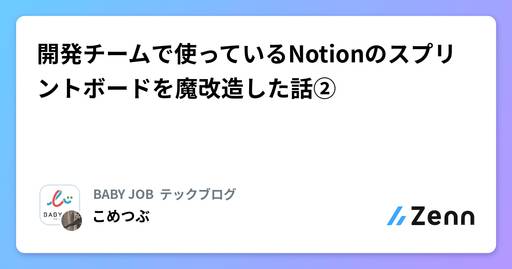 開発チームで使っているNotionのスプリ
ントボードを魔改造した話②
BABY JOB テックブログ
こめつぶ
BABY
Zenn